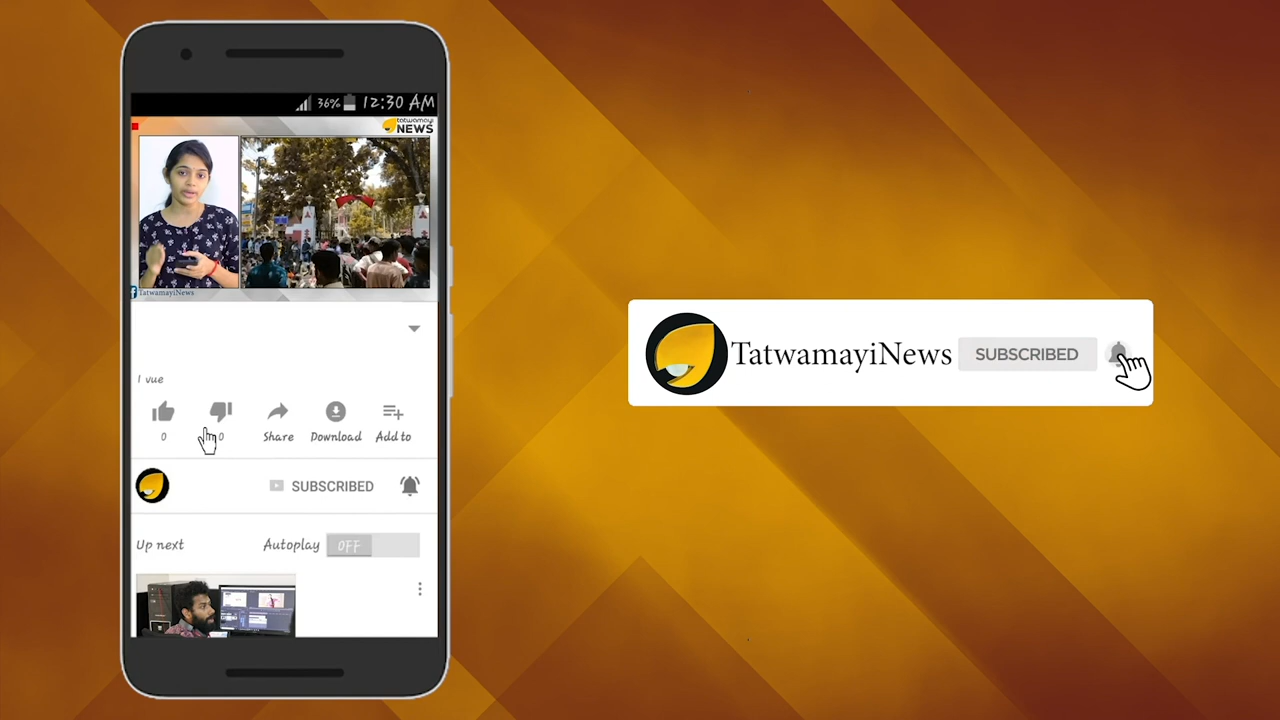 36% 12:30 AM
tatwamayi
NEWS
TatwamayiNews
1 vue
0 0 Share Download Add to
SUBSCRIBED
Up next Autoplay OFF
TatwamayiNews SUBSCRIBED